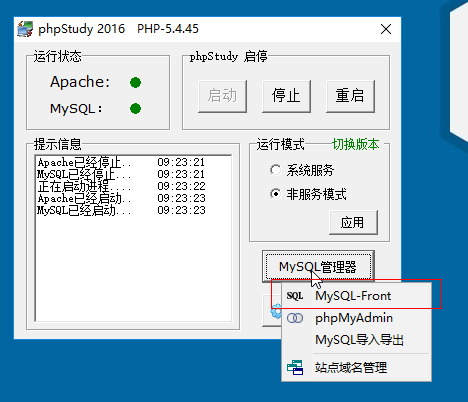 phpStudy 2016 PHP-5.4.45
运行状态
Apache:
MySQL:
phpStudy 启停
启动 停止 重启
提示信息
Apache已经停止.. 09:23:21
MySQL已经停止... 09:23:21
正在启动进程.... 09:23:22
Apache已经启动.. 09:23:23
MySQL已经启动... 09:23:23
运行模式 切换版本
系统服务
非服务模式
应用
MySQL管理器
SQL MySQL-Front
phpMyAdmin
MySQL导入导出
站点域名管理